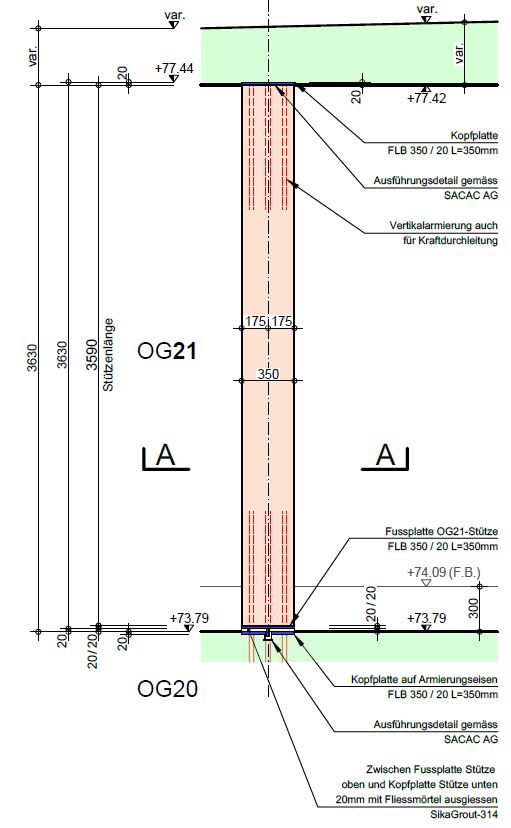 var.
var.
var.
var.
20
+77.44
20
+77.42
Kopfplatte
FLB 350 / 20 L=350mm
Ausführungsdetail gemäss
SACAC AG
Vertikalarmierung auch
für Kraftdurchleitung
175
175
350
3630
3630
3590
Stützenlänge
OG21
A
A
Fussplatte OG21-Stütze
FLB 350 / 20 L=350mm
+74.09 (F.B.)
+73.79
20
20/20
20
20/20
+73.79
300
OG20
Kopfplatte auf Armierungseisen
FLB 350 / 20 L=350mm
Ausführungsdetail gemäss
SACAC AG
Zwischen Fussplatte Stütze
oben und Kopfplatte Stütze unten
20mm mit Fliessmörtel ausgiessen
SikaGrout-314